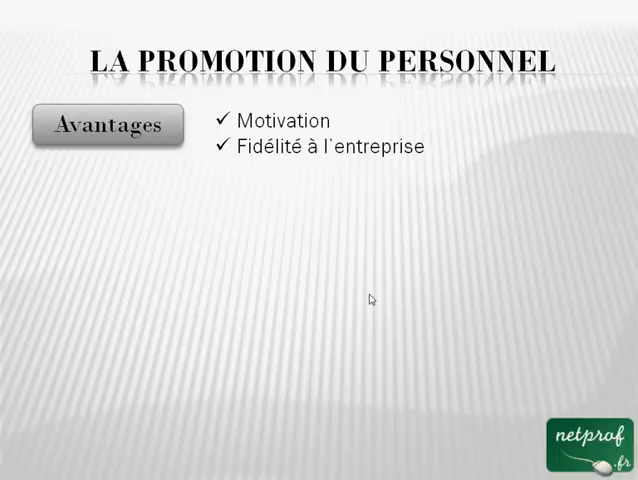 LA PROMOTION DU PERSONNEL
Avantages
✓ Motivation
✓ Fidélité à l'entreprise
netprof
.fr